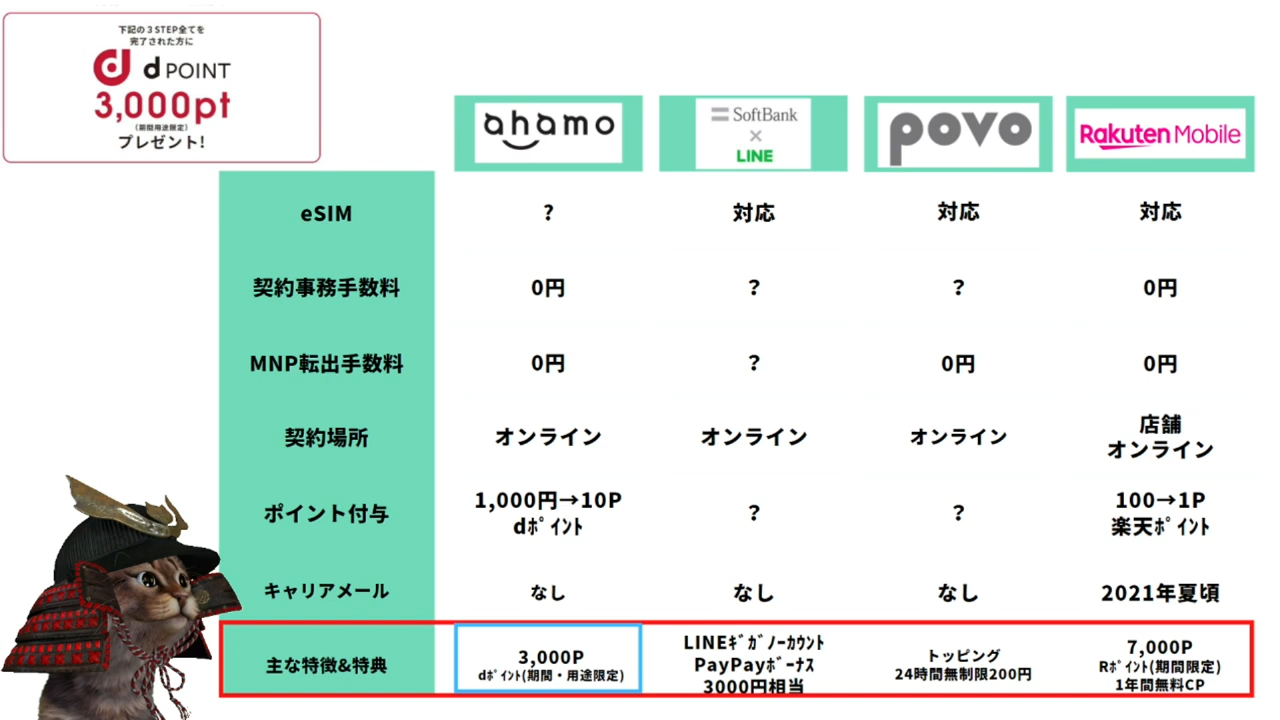 下記の３STEP全てを
完了された方に
d d POINT
3,000pt
(期間用途限定)
プレゼント!
ahamo
SoftBank
×
LINE
povo
Rakuten Mobile
eSIM
?
対応
対応
対応
契約事務手数料
0円
?
?
0円
MNP転出手数料
0円
?
0円
0円
契約場所
オンライン
オンライン
オンライン
店舗
オンライン
ポイント付与
1,000円→10P
dﾎﾟｲﾝﾄ
?
?
100→1P
楽天ﾎﾟｲﾝﾄ
キャリアメール
なし
なし
なし
2021年夏頃
主な特徴&特典
3,000P
dﾎﾟｲﾝﾄ(期間・用途限定)
LINEｷﾞｶﾞﾉｰｶｳﾝﾄ
PayPayﾎﾞｰﾅｽ
3000円相当
トッピング
24時間無制限200円
7,000P
Rﾎﾟｲﾝﾄ(期間限定)
1年間無料CP